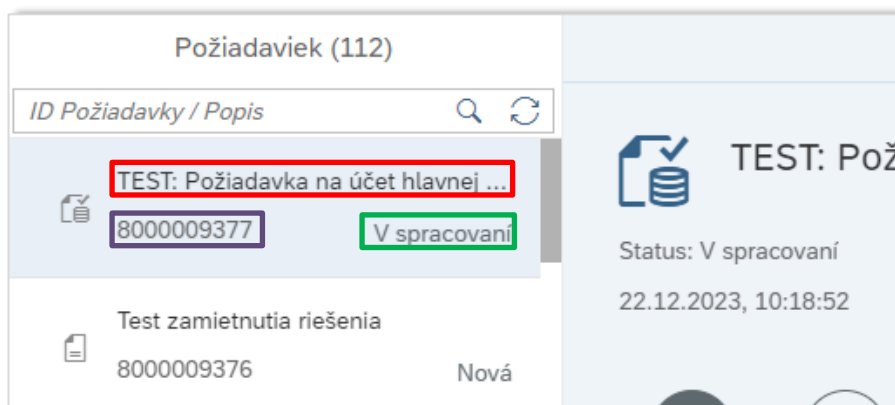 Požiadaviek (112)
ID Požiadavky / Popis
TEST: Požiadavka na účet hlavnej ...
8000009377
V spracovaní
Test zamietnutia riešenia
8000009376
Nová
TEST: Pož
Status: V spracovaní
22.12.2023, 10:18:52